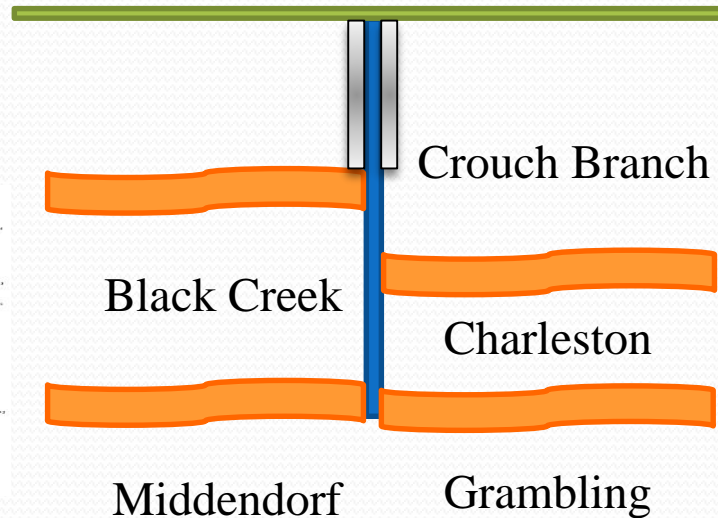 Crouch Branch
Black Creek
Charleston
Middendorf
Grambling